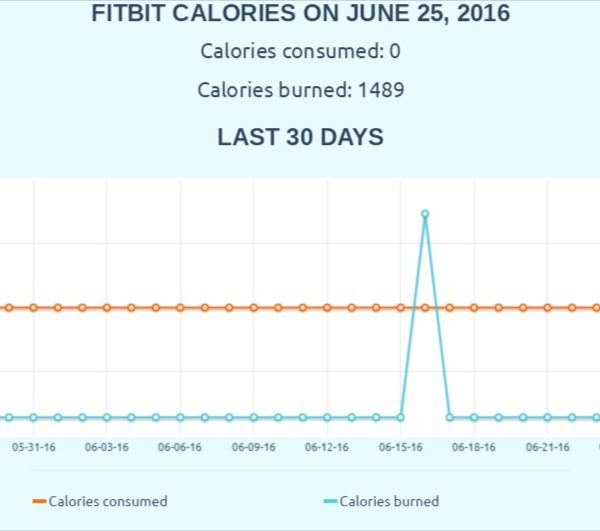 FITBIT CALORIES ON JUNE 25, 2016
Calories consumed: 0
Calories burned: 1489
LAST 30 DAYS
05-31-16 06-03-16 06-06-16 06-09-16 06-12-16 06-15-16 06-18-16 06-21-16
Calories consumed Calories burned